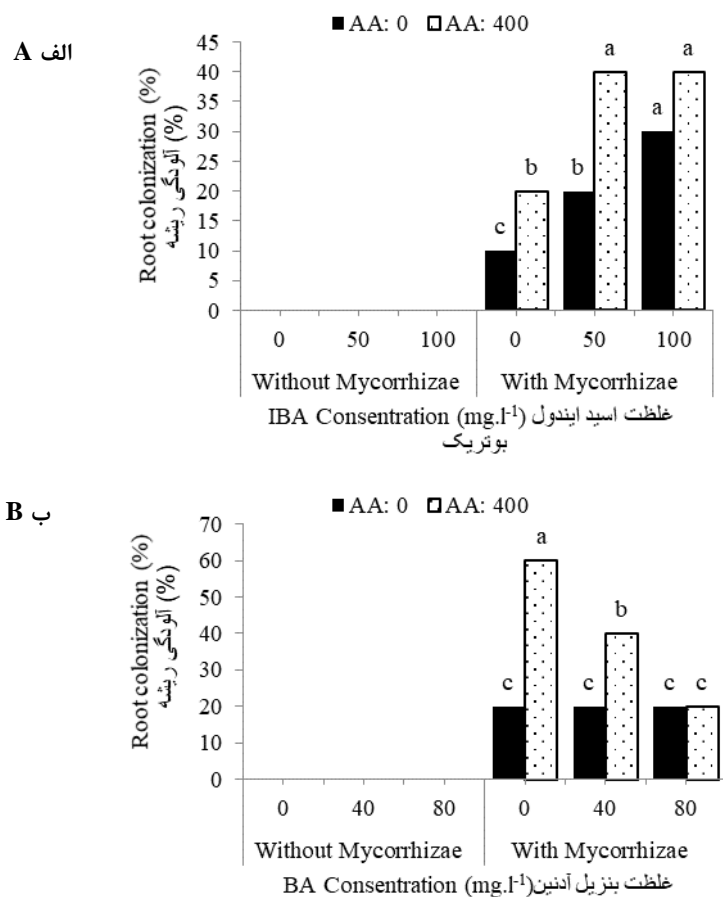 الف A
■ AA: 0 □ AA: 400
Root colonization (%)
آلودگی ریشه (%)
45
40
35
30
25
20
15
10
5
0
c
b
b
a
a
a
0 50 100 0 50 100
Without Mycorrhizae With Mycorrhizae
IBA Consentration (mg.l-1) غلظت اسید ایندول
بوتریک
ب B
■ AA: 0 □ AA: 400
Root colonization (%)
آلودگی ریشه (%)
70
60
50
40
30
20
10
0
c
a
c
b
c
c
0 40 80 0 40 80
Without Mycorrhizae With Mycorrhizae
BA Consentration (mg.l-1)غلظت بنزیل آدنین